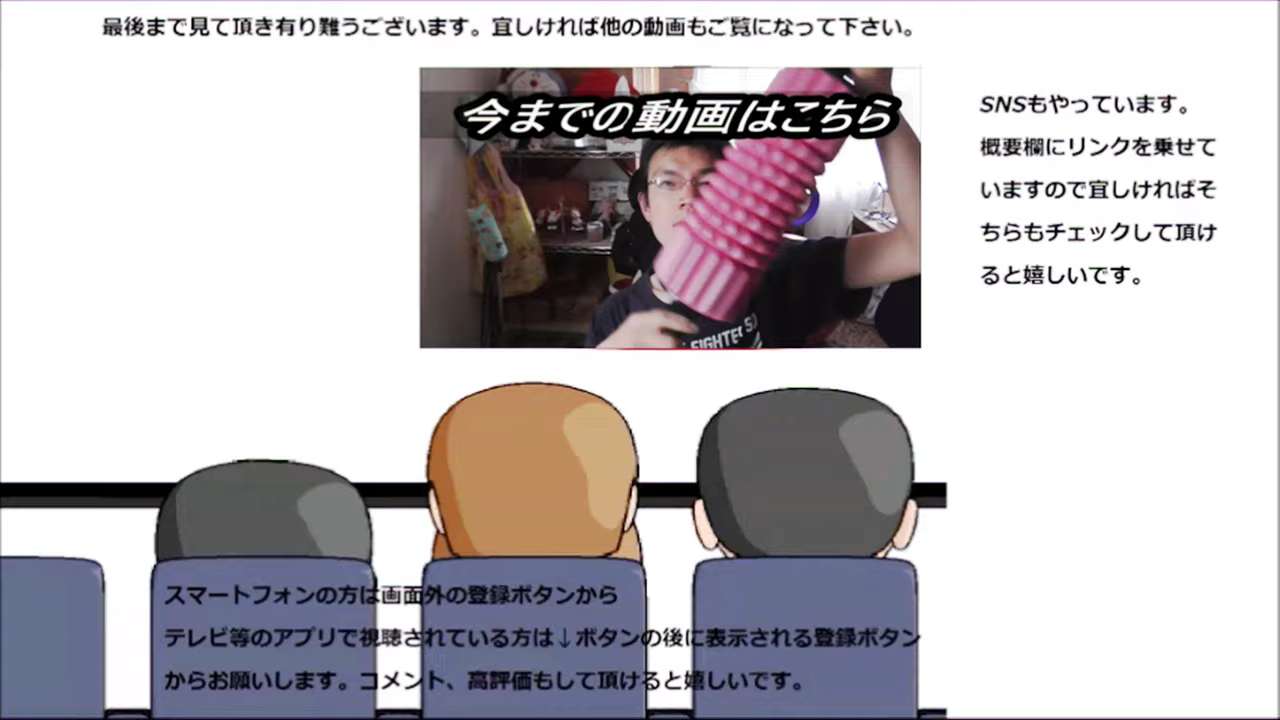 最後まで見て頂き有り難うございます。宜しければ他の動画もご覧になって下さい。
今までの動画はこちら
SNSもやっています。
概要欄にリンクを乗せて
いますので宜しければそ
ちらもチェックして頂け
ると嬉しいです。
FIGHTER
スマートフォンの方は画面外の登録ボタンから
テレビ等のアプリで視聴されている方は↓ボタンの後に表示される登録ボタン
からお願いします。コメント、高評価もして頂けると嬉しいです。